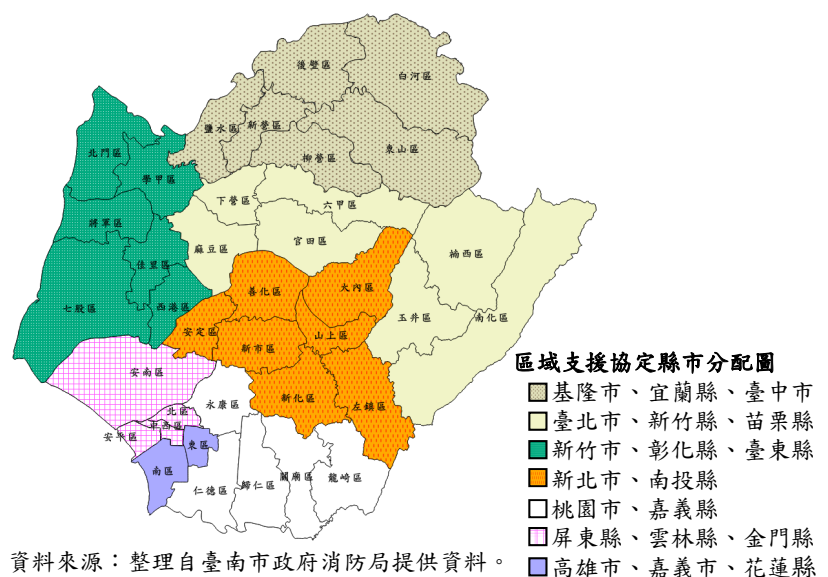 後壁區
白河區
鹽水區
新營區
東山區
柳營區
北門區
學甲區
下營區
六甲區
將軍區
麻豆區
官田區
楠西區
佳里區
善化區
大內區
七股區
西港區
玉井區
南化區
安定區
山上區
新市區
安南區
新化區
左鎮區
永康區
北區
中西區
安平區
東區
南區
仁德區
歸仁區
關廟區
龍崎區
區域支援協定縣市分配圖
基隆市、宜蘭縣、臺中市
臺北市、新竹縣、苗栗縣
新竹市、彰化縣、臺東縣
新北市、南投縣
桃園市、嘉義縣
屏東縣、雲林縣、金門縣
高雄市、嘉義市、花蓮縣
資料來源：整理自臺南市政府消防局提供資料。